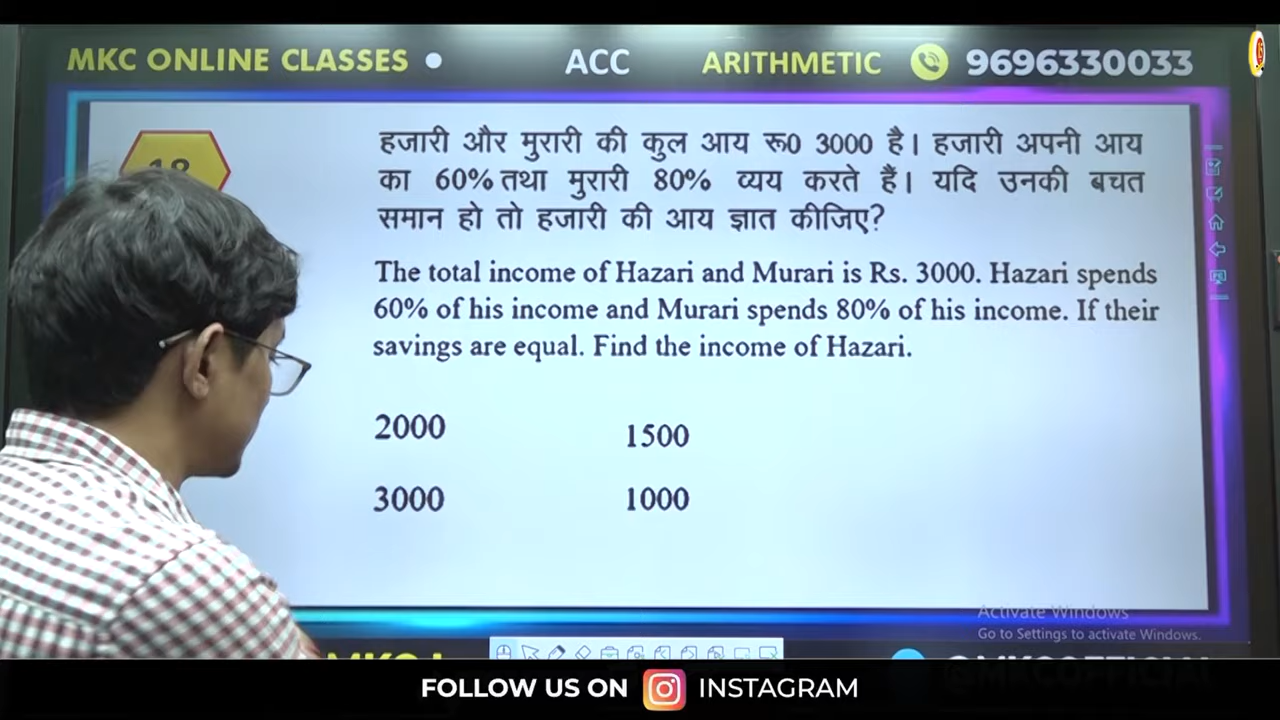 MKC ONLINE CLASSES • ACC ARITHMETIC 9696330033
18
हजारी और मुरारी की कुल आय रू0 3000 है। हजारी अपनी आय
का 60% तथा मुरारी 80% व्यय करते हैं। यदि उनकी बचत
समान हो तो हजारी की आय ज्ञात कीजिए?
The total income of Hazari and Murari is Rs. 3000. Hazari spends
60% of his income and Murari spends 80% of his income. If their
savings are equal. Find the income of Hazari.
2000 1500
3000 1000
Activate Windows
Go to Settings to activate Windows.
FOLLOW US ON INSTAGRAM